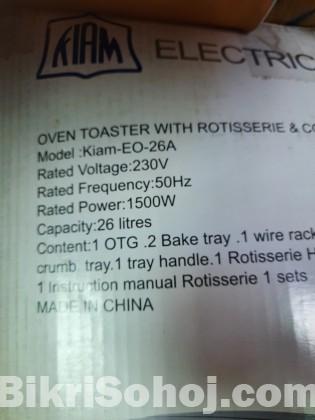 KIAM
ELECTRIC
OVEN TOASTER WITH ROTISSERIE & CO
Model :Kiam-EO-26A
Rated Voltage:230V
Rated Frequency:50Hz
Rated Power:1500W
Capacity:26 litres
Content:1 OTG .2 Bake tray .1 wire rack
crumb tray.1 tray handle.1 Rotisserie H
1 Instruction manual Rotisserie 1 sets
MADE IN CHINA
BikriSohoj.com